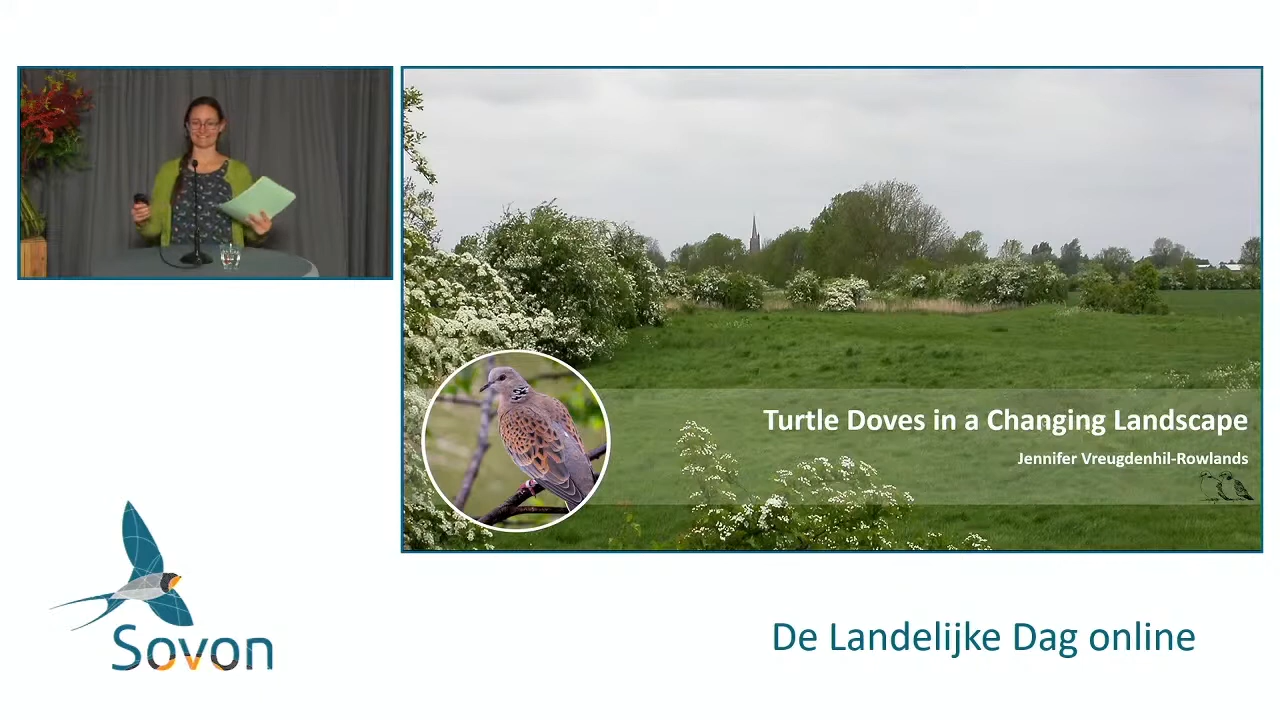 Turtle Doves in a Changing Landscape
Jennifer Vreugdenhil-Rowlands
Sovon
De Landelijke Dag online